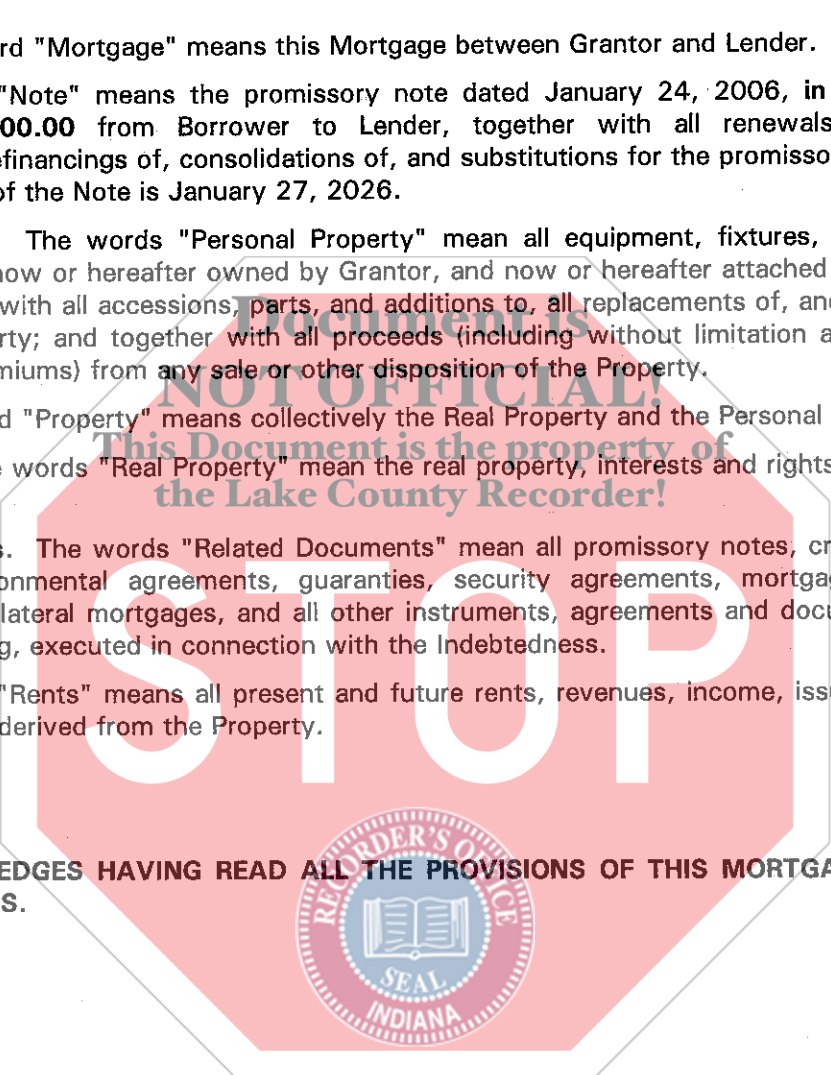 rd "Mortgage" means this Mortgage between Grantor and Lender.
"Note" means the promissory note dated January 24, 2006, in
00.00 from Borrower to Lender, together with all renewals
efinancings of, consolidations of, and substitutions for the promisso
of the Note is January 27, 2026.
The words "Personal Property" mean all equipment, fixtures,
now or hereafter owned by Grantor, and now or hereafter attached
with all accessions, parts, and additions to, all replacements of, and
Document is
rty; and together with all proceeds (including without limitation a
miums) from any sale or other disposition of the Property.
NOT OFFICIAL!
d "Property" means collectively the Real Property and the Personal
This Document is the property of
e words "Real Property" mean the real property, interests and rights
the Lake County Recorder!
s. The words "Related Documents" mean all promissory notes, cr
onmental agreements, guaranties, security agreements, mortga
lateral mortgages, and all other instruments, agreements and docu
g, executed in connection with the Indebtedness.
STOP
"Rents" means all present and future rents, revenues, income, iss
derived from the Property.
RECORDER'S OFFICE
EDGES HAVING READ ALL THE PROVISIONS OF THIS MORTGA
S.
SEAL
INDIANA